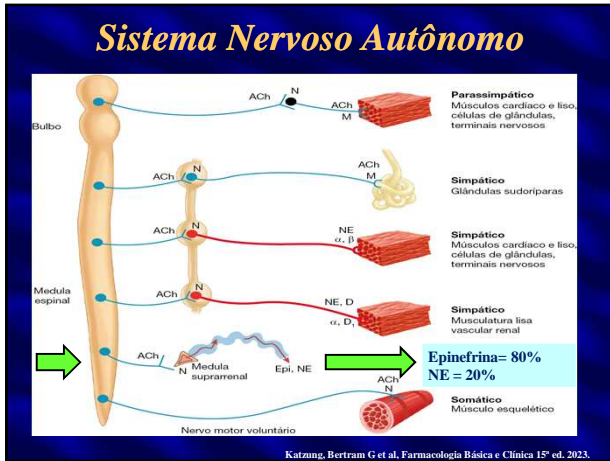 Sistema Nervoso Autônomo
ACh
N
ACh
M
Parassimpático
Músculos cardíaco e liso,
células de glândulas,
terminais nervosos
Bulbo
ACh
N
ACh
M
Simpático
Glândulas sudoríparas
ACh
N
NE
α, β
Simpático
Músculos cardíaco e liso,
células de glândulas,
terminais nervosos
Medula
espinal
ACh
N
NE, D
α, D₁
Simpático
Musculatura lisa
vascular renal
ACh
N
Medula
suprarrenal
Epi, NE
Epinefrina= 80%
NE = 20%
ACh
N
Somático
Músculo esquelético
Nervo motor voluntário
Katzung, Bertram G et al, Farmacologia Básica e Clínica 15ª ed. 2023.